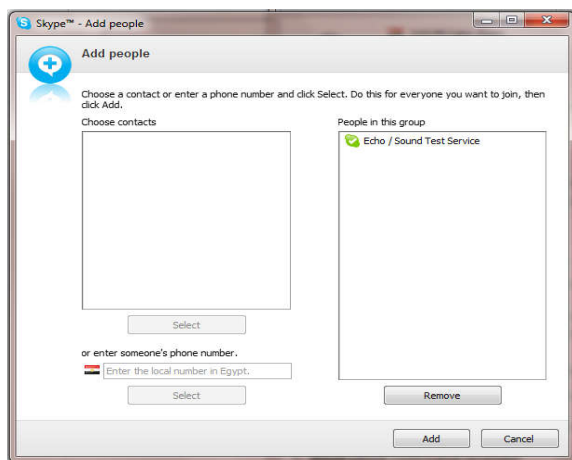 Skype™ - Add people
Add people
Choose a contact or enter a phone number and click Select. Do this for everyone you want to join, then
click Add.
Choose contacts
Select
or enter someone's phone number.
Enter the local number in Egypt.
Select
People in this group
Echo / Sound Test Service
Remove
Add
Cancel